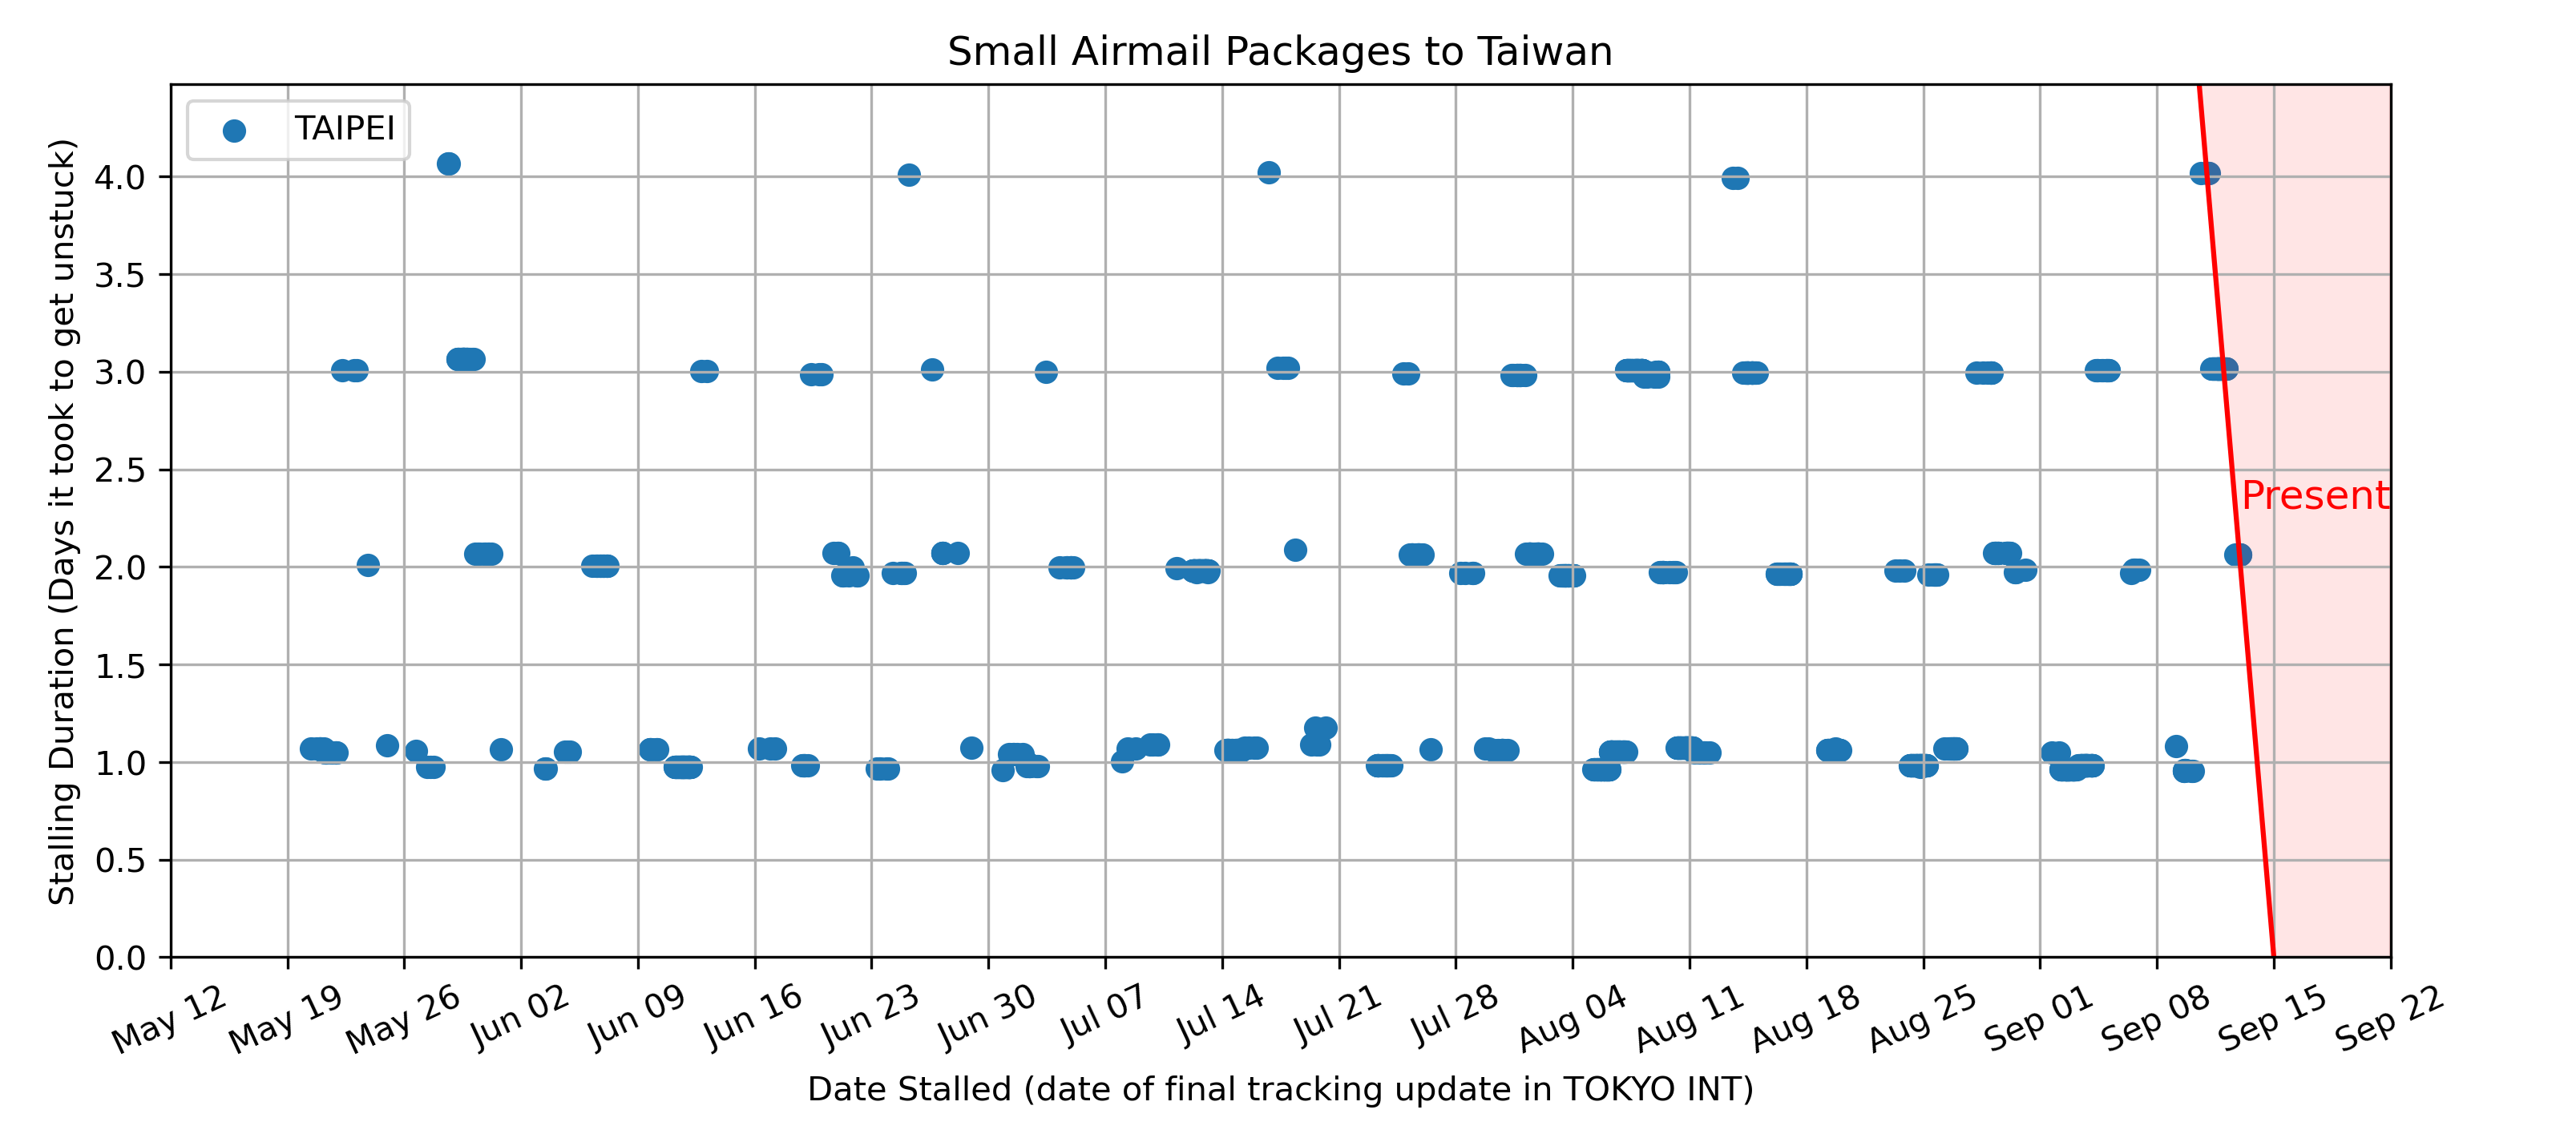 Small Airmail Packages to Taiwan
TAIPEI
Stalling Duration (Days it took to get unstuck)
4.0
3.5
3.0
2.5
2.0
1.5
1.0
0.5
0.0
Present
May 12
May 19
May 26
Jun 02
Jun 09
Jun 16
Jun 23
Jun 30
Jul 07
Jul 14
Jul 21
Jul 28
Aug 04
Aug 11
Aug 18
Aug 25
Sep 01
Sep 08
Sep 15
Sep 22
Date Stalled (date of final tracking update in TOKYO INT)